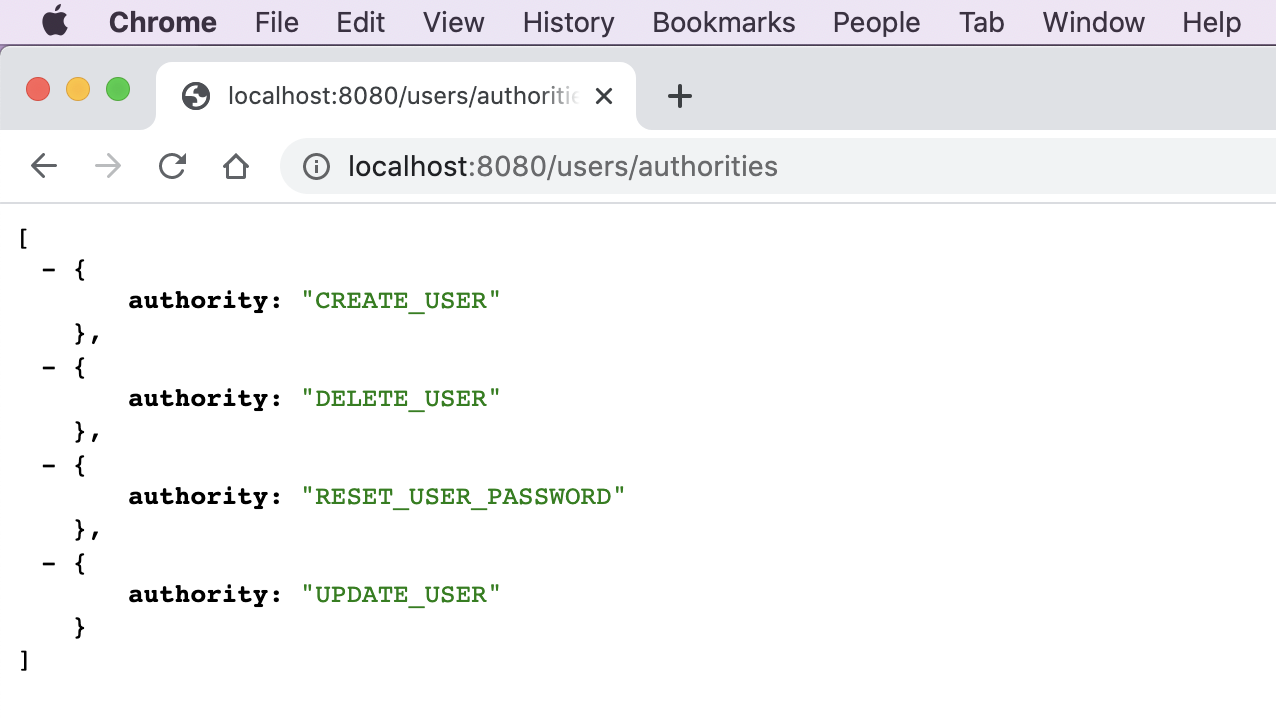 Chrome File Edit View History Bookmarks People Tab Window Help
localhost:8080/users/authoritie
localhost:8080/users/authorities
[
- {
authority: "CREATE_USER"
},
- {
authority: "DELETE_USER"
},
- {
authority: "RESET_USER_PASSWORD"
},
- {
authority: "UPDATE_USER"
}
]